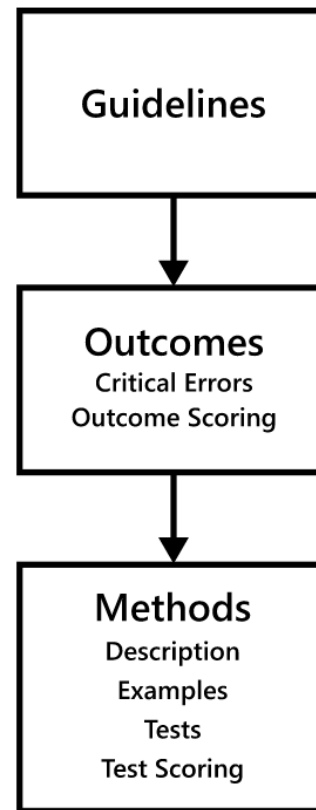 Guidelines
Outcomes
Critical Errors
Outcome Scoring
Methods
Description
Examples
Tests
Test Scoring